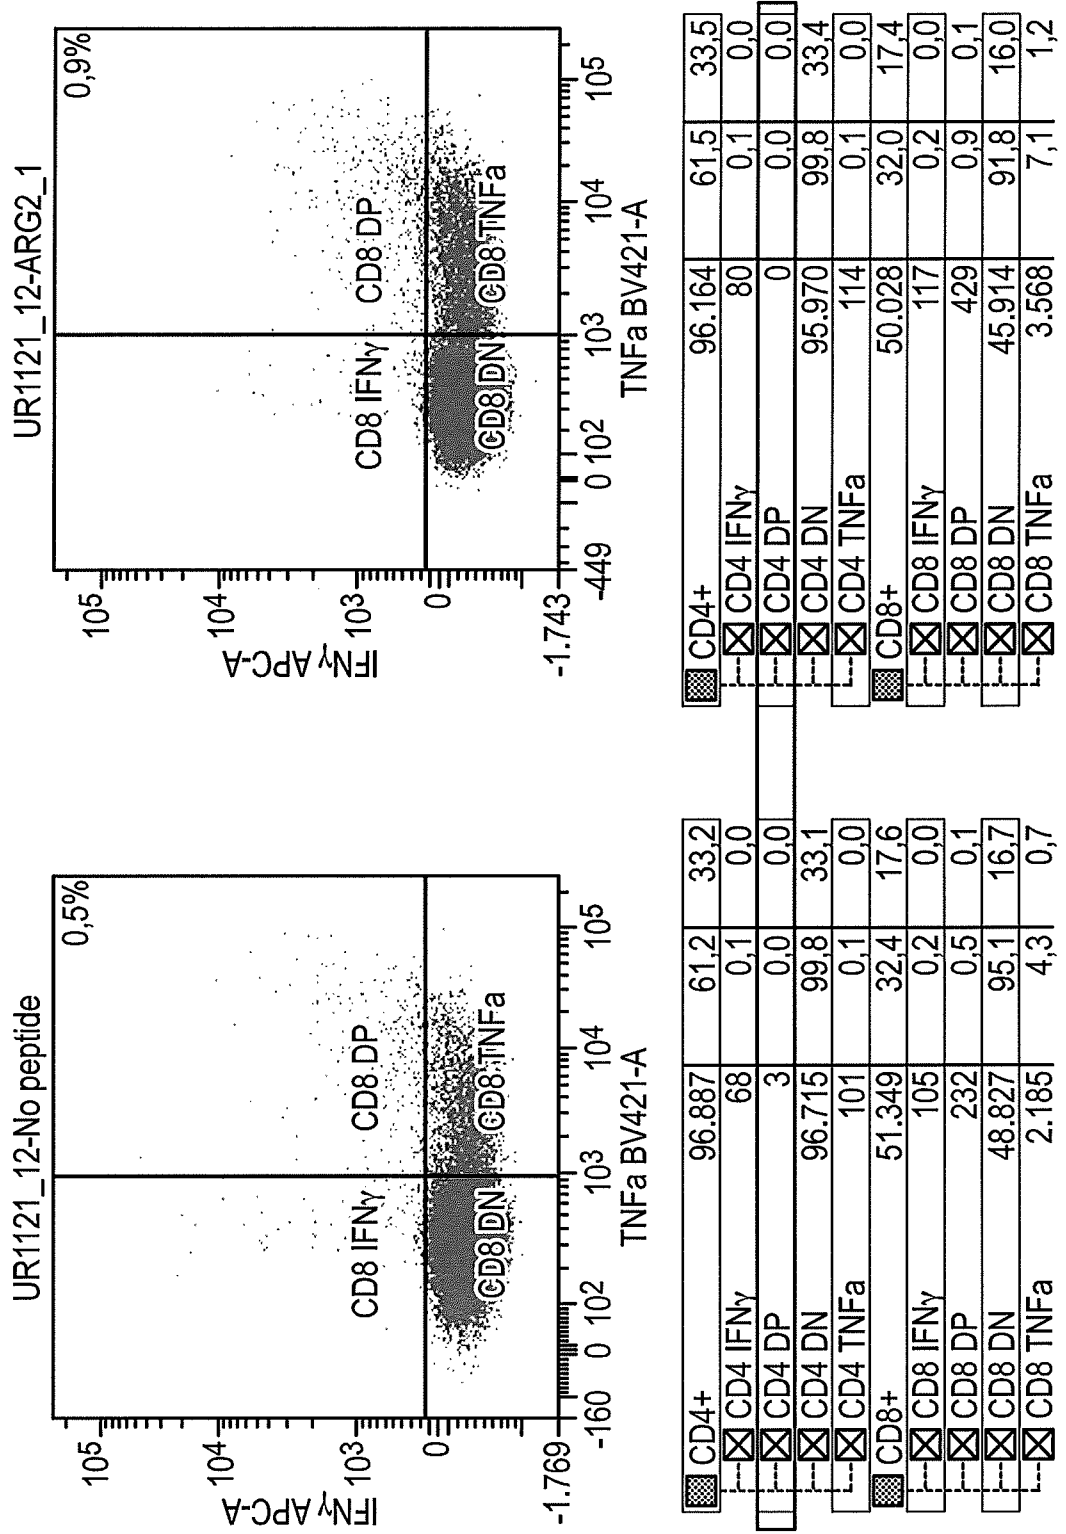 UR1121_12-No peptide
0,5%
10⁵
10⁴
10³
0
-1.769
IFNγ APC-A
CD8 IFNγ
CD8 DP
CD8 DN
CD8 TNFa
-160
0
10²
10³
10⁴
10⁵
TNFa BV421-A
CD4+ 96.887 61,2 33,2
CD4 IFNγ 68 0,1 0,0
CD4 DP 3 0,0 0,0
CD4 DN 96.715 99,8 33,1
CD4 TNFa 101 0,1 0,0
CD8+ 51.349 32,4 17,6
CD8 IFNγ 105 0,2 0,0
CD8 DP 232 0,5 0,1
CD8 DN 48.827 95,1 16,7
CD8 TNFa 2.185 4,3 0,7
UR1121_12-ARG2_1
0,9%
10⁵
10⁴
10³
0
-1.743
IFNγ APC-A
CD8 IFNγ
CD8 DP
CD8 DN
CD8 TNFa
-449
0
10²
10³
10⁴
10⁵
TNFa BV421-A
CD4+ 96.164 61,5 33,5
CD4 IFNγ 80 0,1 0,0
CD4 DP 0 0,0 0,0
CD4 DN 95.970 99,8 33,4
CD4 TNFa 114 0,1 0,0
CD8+ 50.028 32,0 17,4
CD8 IFNγ 117 0,2 0,0
CD8 DP 429 0,9 0,1
CD8 DN 45.914 91,8 16,0
CD8 TNFa 3.568 7,1 1,2